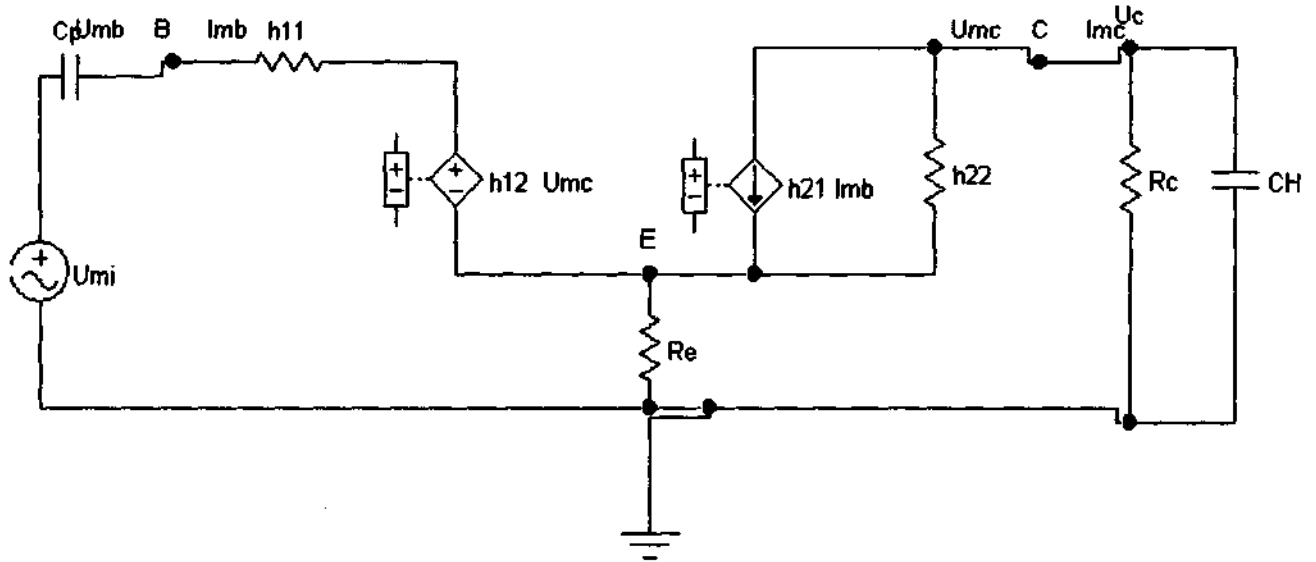 Cp Umb B Imb h11 Umc C Imc Uc
h12 Umc h21 Imb h22 Rc CH
E
Umi
Re